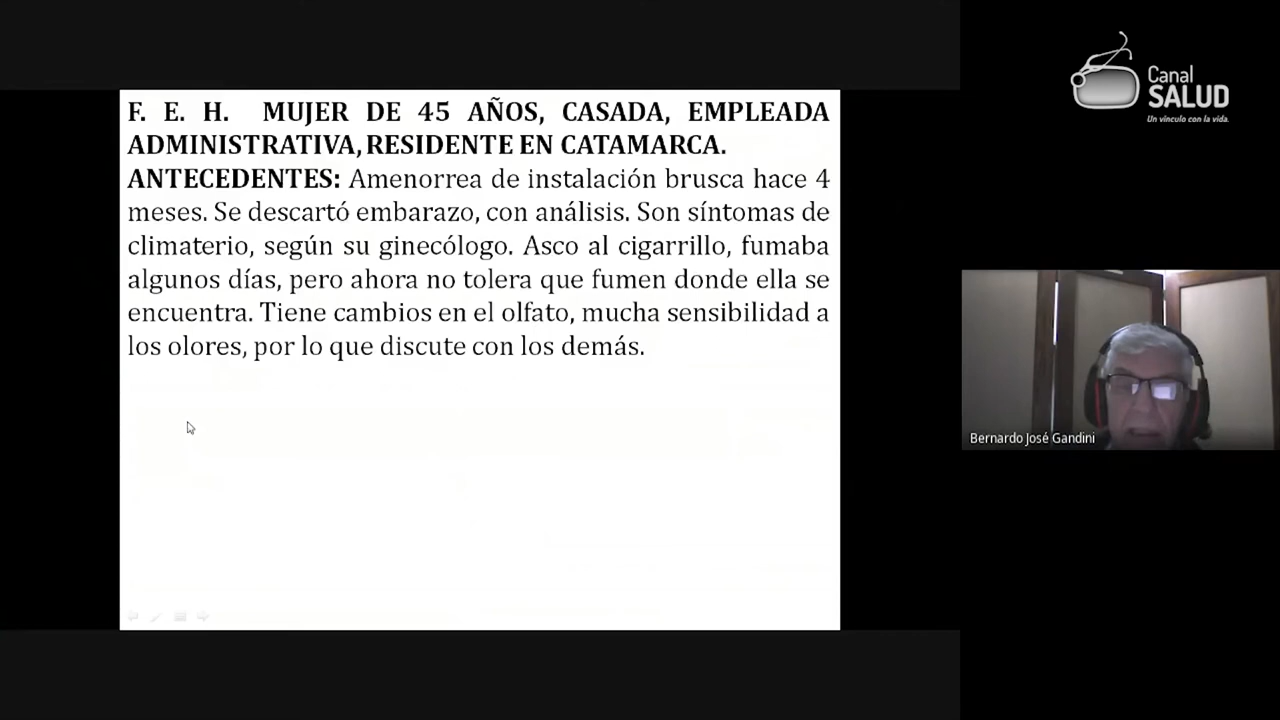 Canal
SALUD
Un vínculo con la vida.
F. E. H. MUJER DE 45 AÑOS, CASADA, EMPLEADA
ADMINISTRATIVA, RESIDENTE EN CATAMARCA.
ANTECEDENTES: Amenorrea de instalación brusca hace 4
meses. Se descartó embarazo, con análisis. Son síntomas de
climaterio, según su ginecólogo. Asco al cigarrillo, fumaba
algunos días, pero ahora no tolera que fumen donde ella se
encuentra. Tiene cambios en el olfato, mucha sensibilidad a
los olores, por lo que discute con los demás.
Bernardo José Gandini